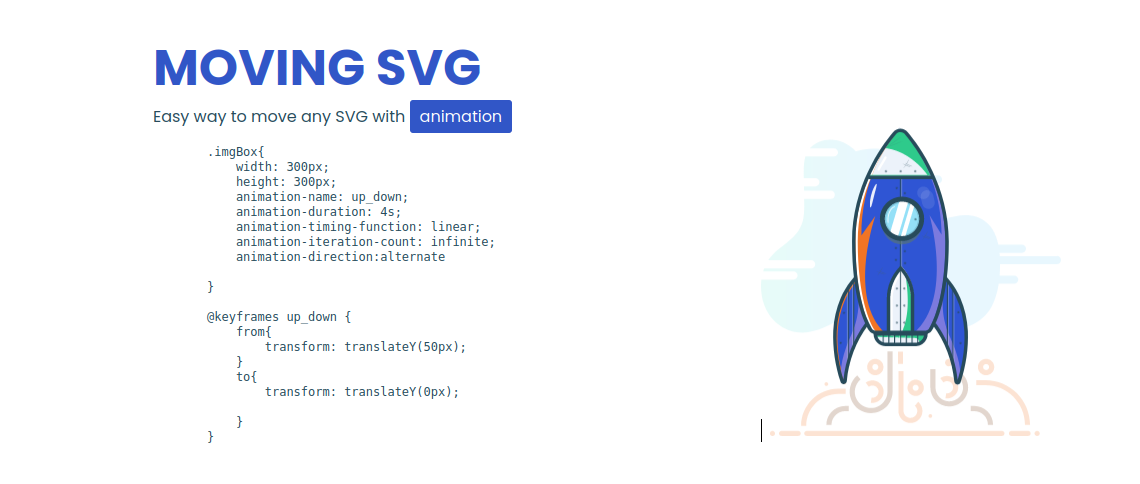 MOVING SVG
Easy way to move any SVG with animation
.imgBox{
    width: 300px;
    height: 300px;
    animation-name: up_down;
    animation-duration: 4s;
    animation-timing-function: linear;
    animation-iteration-count: infinite;
    animation-direction:alternate
}
@keyframes up_down {
    from{
        transform: translateY(50px);
    }
    to{
        transform: translateY(0px);
    }
}